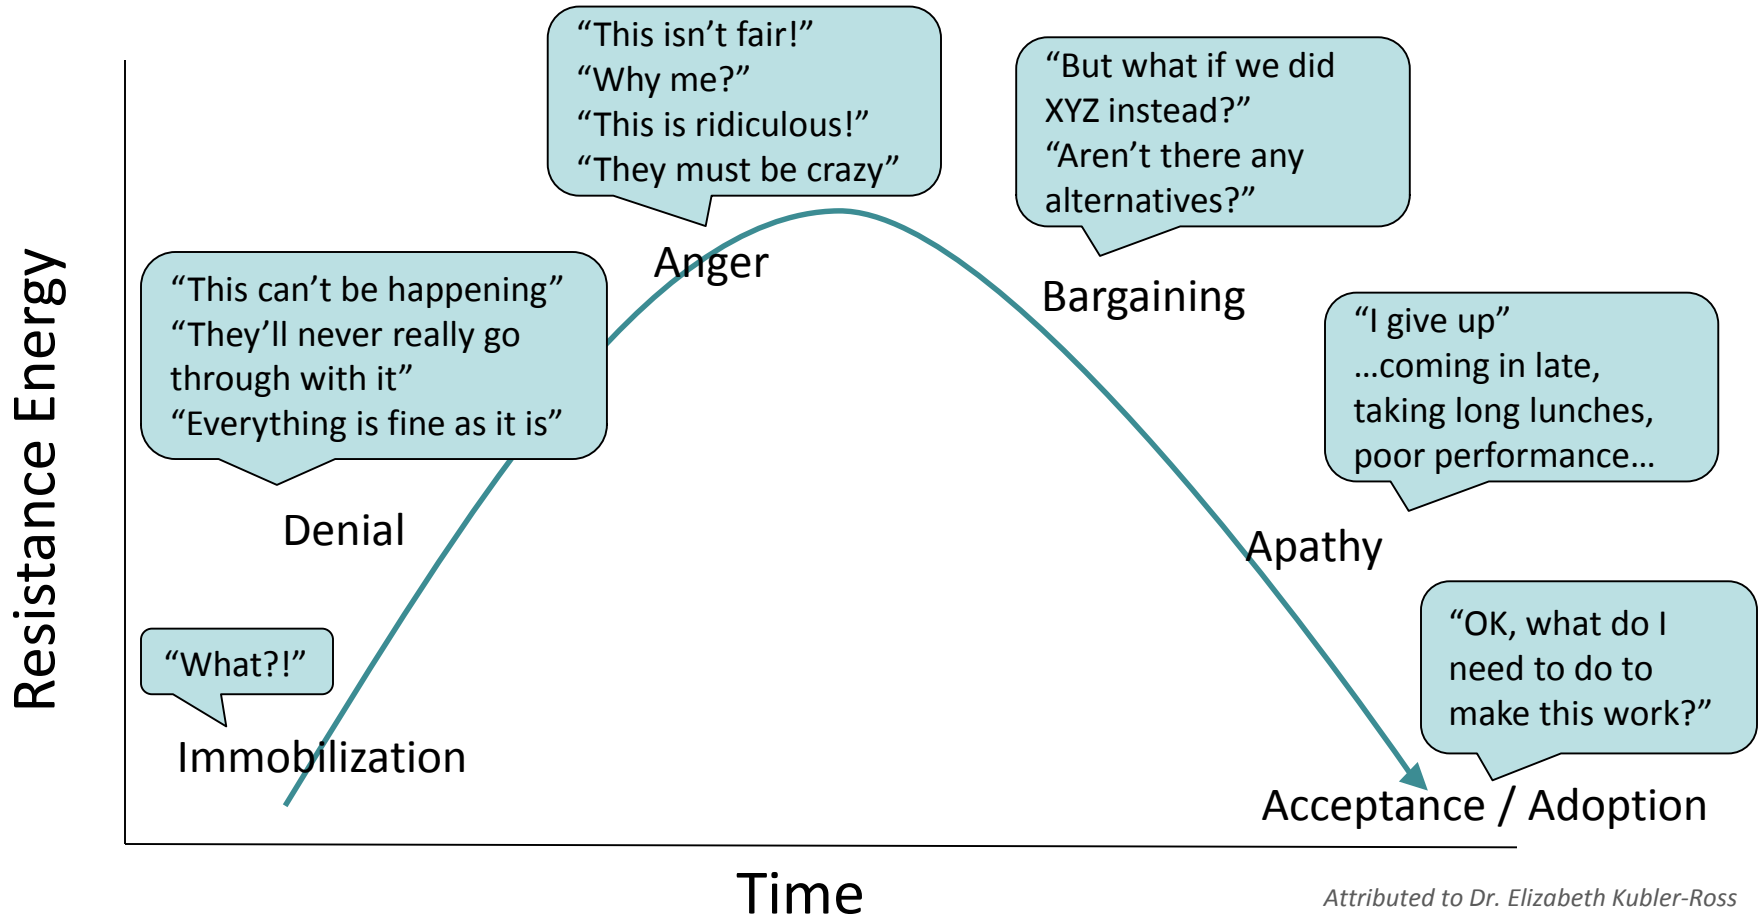 “This isn’t fair!”
“Why me?”
“This is ridiculous!”
“They must be crazy”
“But what if we did
XYZ instead?”
“Aren’t there any
alternatives?”
Anger
Bargaining
“This can’t be happening”
“They’ll never really go
through with it”
“Everything is fine as it is”
“I give up”
…coming in late,
taking long lunches,
poor performance…
Resistance Energy
Denial
Apathy
“What?!”
“OK, what do I
need to do to
make this work?”
Immobilization
Acceptance / Adoption
Time
Attributed to Dr. Elizabeth Kubler-Ross